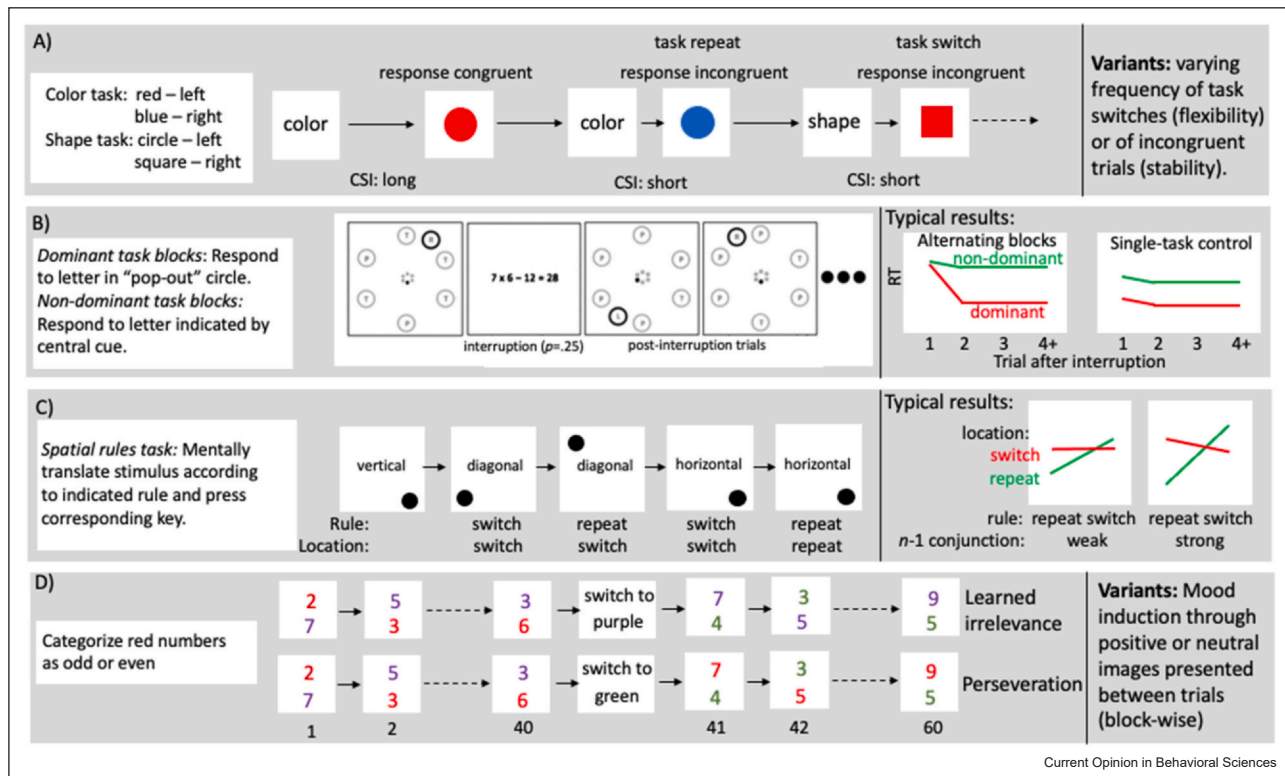 A)
Color task: red – left
blue – right
Shape task: circle – left
square – right
color
response congruent
CSI: long
task repeat
response incongruent
color
CSI: short
task switch
response incongruent
shape
CSI: short
Variants: varying
frequency of task
switches (flexibility)
or of incongruent
trials (stability).
B)
Dominant task blocks: Respond
to letter in “pop-out” circle.
Non-dominant task blocks:
Respond to letter indicated by
central cue.
T
R
P
T
T
T
P
7 x 6 – 12 = 28
P
P
T
P
P
L
P
R
P
P
T
P
T
interruption (p=.25)
post-interruption trials
Typical results:
Alternating blocks
non-dominant
RT
dominant
1 2 3 4+
Single-task control
1 2 3 4+
Trial after interruption
C)
Spatial rules task: Mentally
translate stimulus according
to indicated rule and press
corresponding key.
vertical
diagonal
diagonal
horizontal
horizontal
Rule: switch repeat switch repeat
Location: switch switch switch repeat
Typical results:
location:
switch
repeat
rule: repeat switch repeat switch
n-1 conjunction: weak strong
D)
Categorize red numbers
as odd or even
2 5 3 switch to 7 3 9 Learned
7 3 6 purple 4 5 5 irrelevance
2 5 3 switch to 7 3 9 Perseveration
7 3 6 green 4 5 5
1 2 40 41 42 60
Variants: Mood
induction through
positive or neutral
images presented
between trials
(block-wise)
Current Opinion in Behavioral Sciences